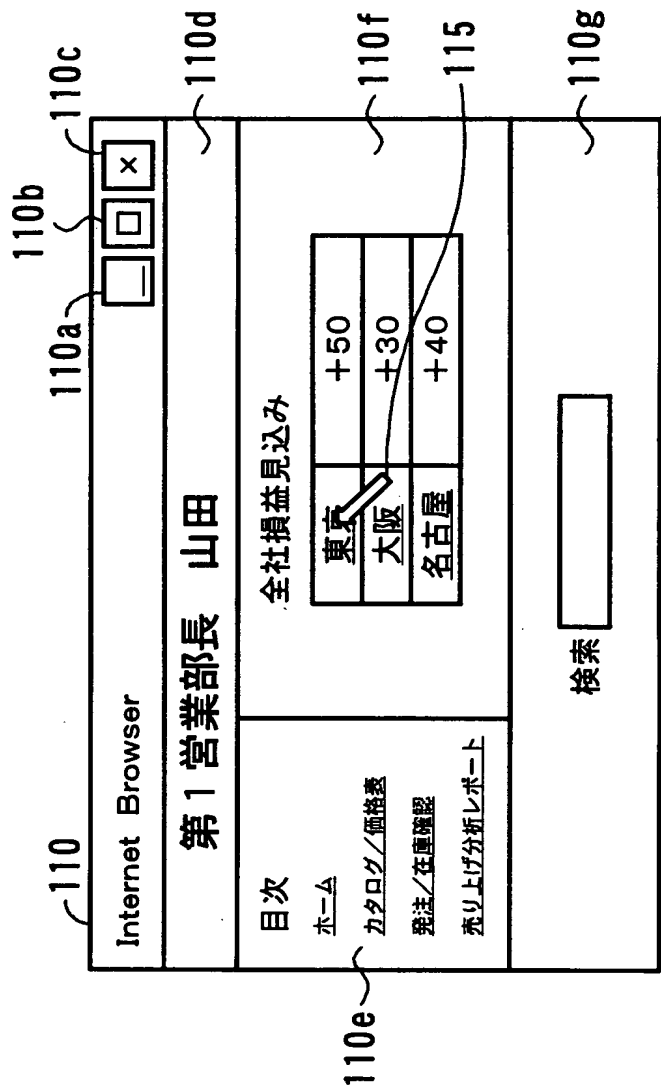 110
110a
110b
110c
Internet Browser
×
第1営業部長 山田
110d
目次
ホーム
カタログ/価格表
発注/在庫確認
売り上げ分析レポート
110e
全社損益見込み
東京 +50
大阪 +30
名古屋 +40
110f
115
検索
110g